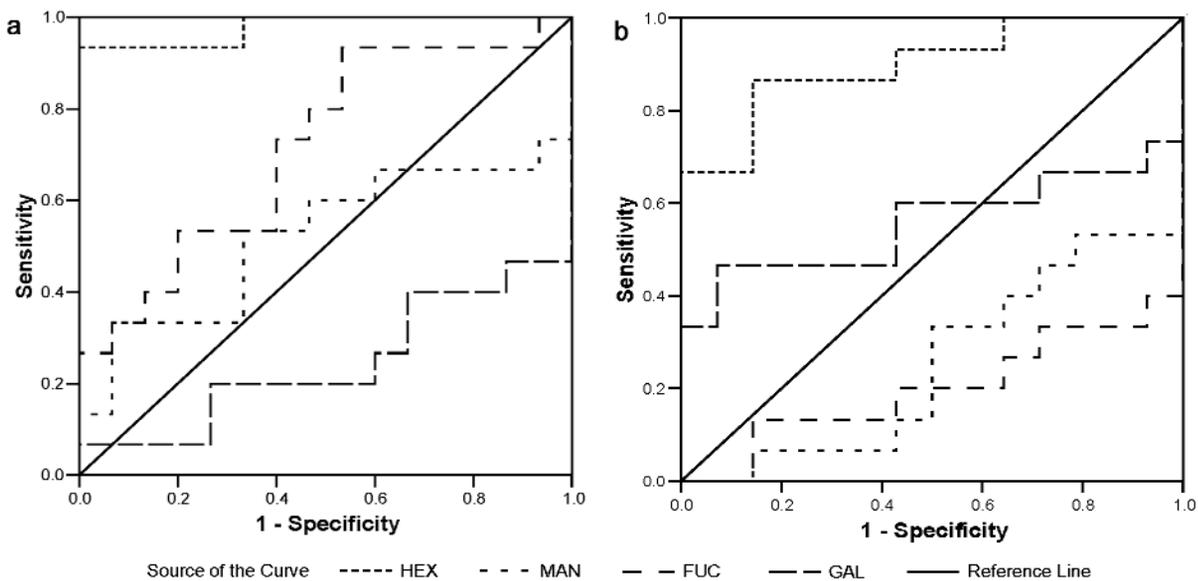 a
b
1.0
0.8
0.6
0.4
0.2
0.0
Sensitivity
0.0 0.2 0.4 0.6 0.8 1.0
1 - Specificity
1.0
0.8
0.6
0.4
0.2
0.0
Sensitivity
0.0 0.2 0.4 0.6 0.8 1.0
1 - Specificity
Source of the Curve HEX MAN FUC GAL Reference Line